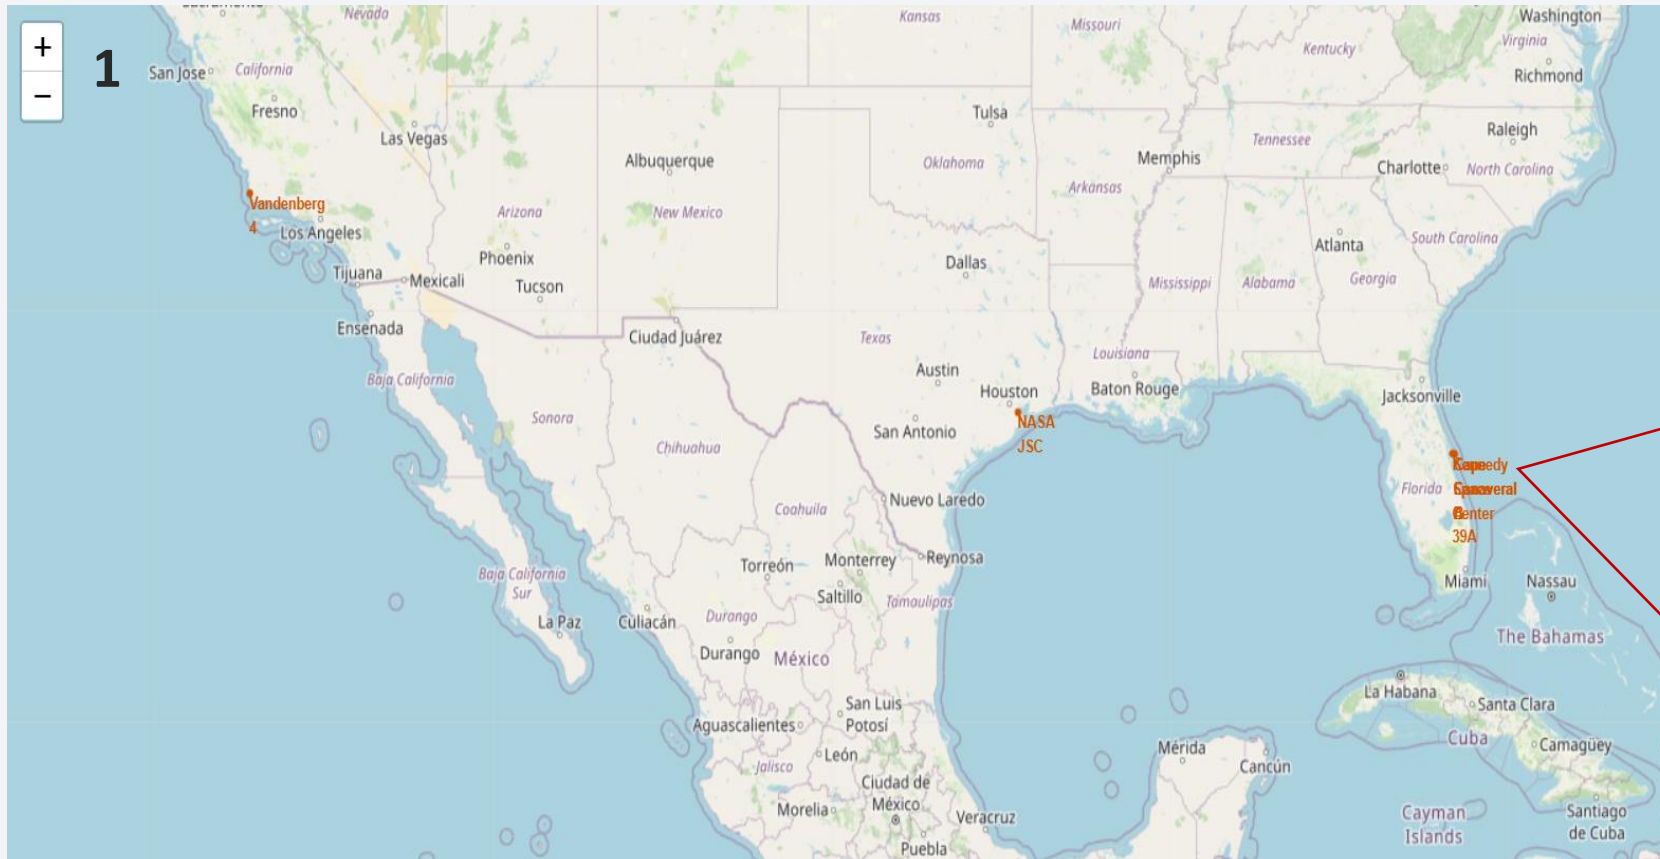 Sacramento
Nevada
Kansas
Missouri
Washington
+
1
San Jose
California
Kentucky
Virginia
Richmond
−
Fresno
Las Vegas
Tulsa
Tennessee
Raleigh
Albuquerque
Oklahoma
Memphis
Charlotte
North Carolina
Arkansas
Vandenberg
4
Los Angeles
Arizona
New Mexico
Atlanta
South Carolina
Phoenix
Dallas
Tijuana
Mexicali
Tucson
Mississippi
Alabama
Georgia
Ensenada
Ciudad Juárez
Texas
Louisiana
Baja California
Austin
Houston
Baton Rouge
Jacksonville
Sonora
San Antonio
NASA
JSC
Chihuahua
Kennedy
Florida
Canaveral
Nuevo Laredo
Coahuila
Center
39A
Torreón
Monterrey
Reynosa
Baja California
Sur
Saltillo
Tamaulipas
Miami
Nassau
La Paz
Culiacán
Durango
Durango
México
The Bahamas
La Habana
Santa Clara
Aguascalientes
San Luis
Potosí
León
Mérida
Cuba
Camagüey
Jalisco
Cancún
Ciudad de
México
Morelia
Veracruz
Cayman
Islands
Santiago
de Cuba
Puebla